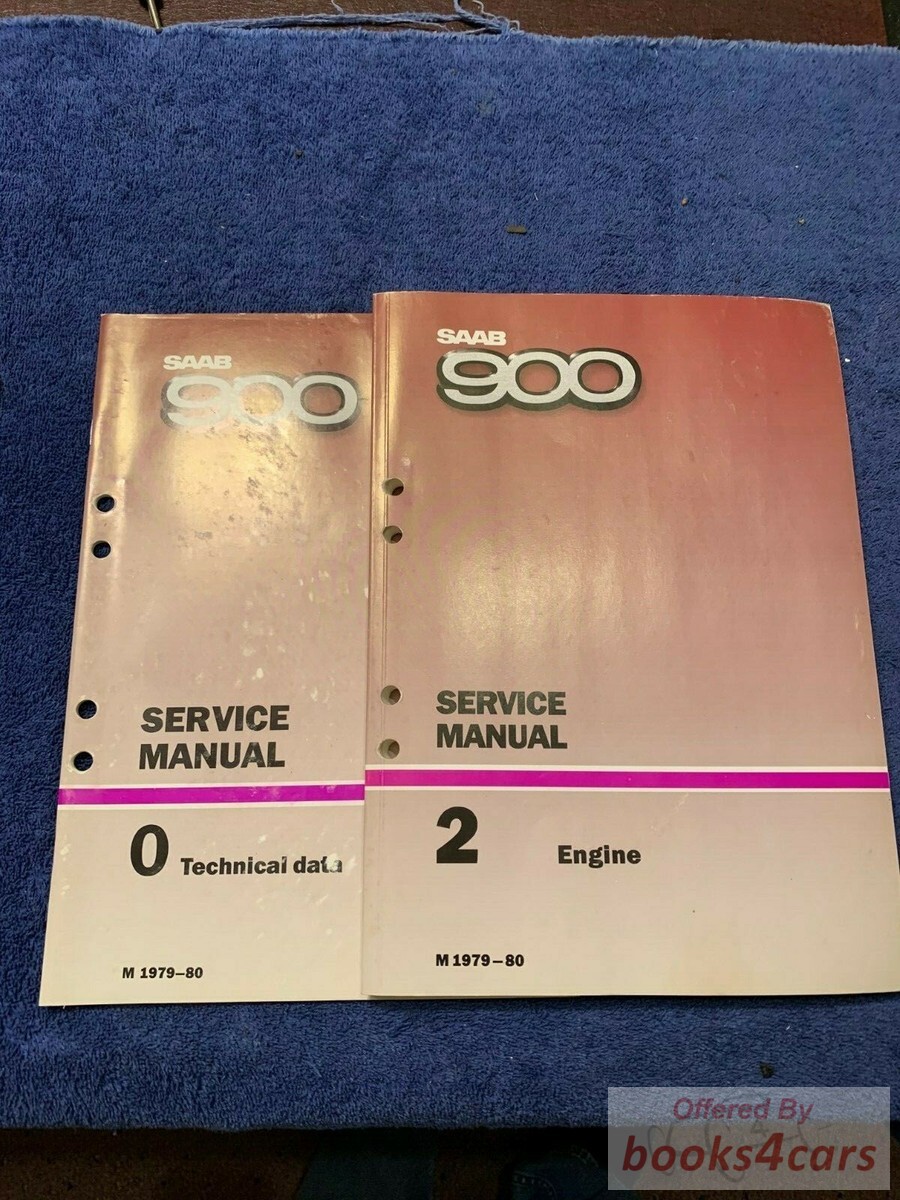 SAAB
900
SERVICE
MANUAL
0 Technical data
M 1979-80
SAAB
900
SERVICE
MANUAL
2 Engine
M 1979-80
Offered By
books4cars